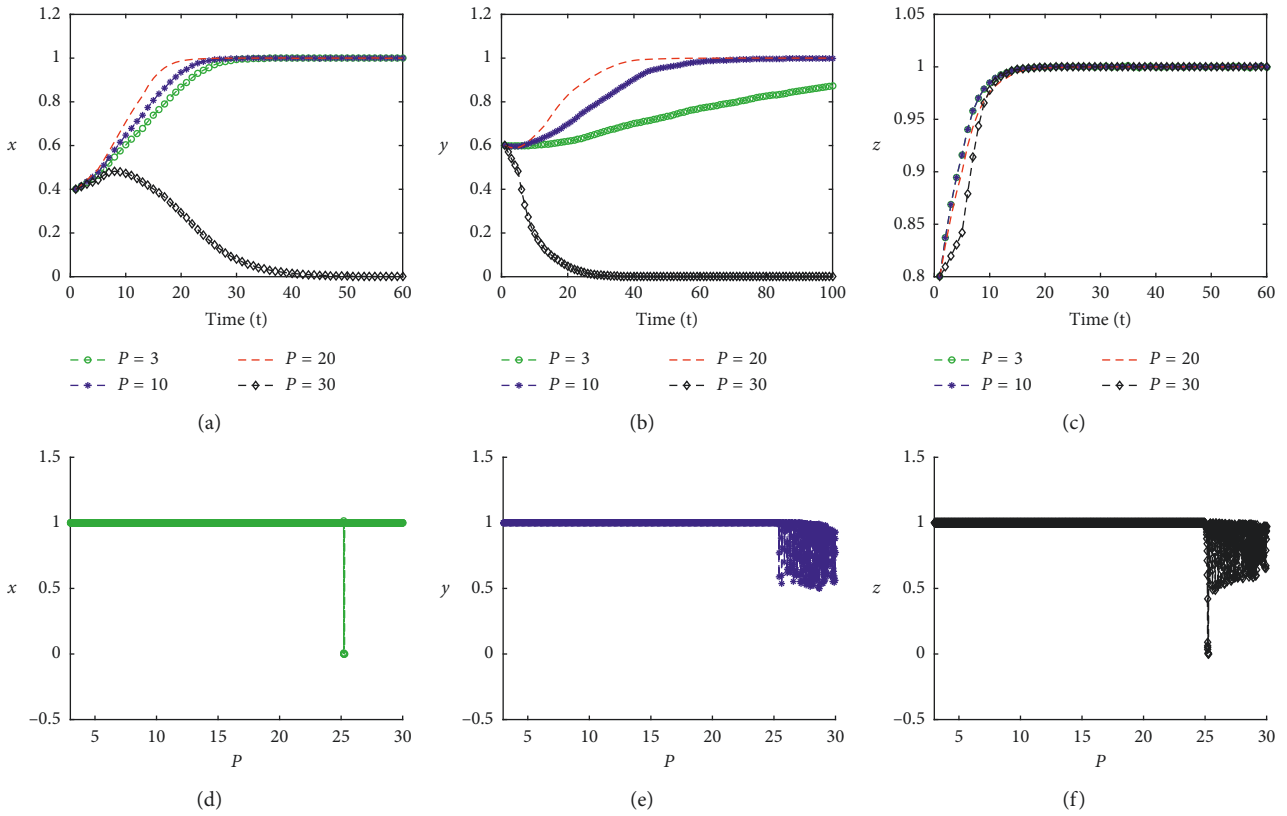 x
1.2
1
0.8
0.6
0.4
0.2
0
0 10 20 30 40 50 60
Time (t)
P = 3
P = 20
P = 10
P = 30
(a)
y
1.2
1
0.8
0.6
0.4
0.2
0
0 20 40 60 80 100
Time (t)
P = 3
P = 20
P = 10
P = 30
(b)
z
1.05
1
0.95
0.9
0.85
0.8
0 10 20 30 40 50 60
Time (t)
P = 3
P = 20
P = 10
P = 30
(c)
x
1.5
1
0.5
0
–0.5
5 10 15 20 25 30
P
(d)
y
1.5
1
0.5
0
–0.5
5 10 15 20 25 30
P
(e)
z
1.5
1
0.5
0
–0.5
5 10 15 20 25 30
P
(f)